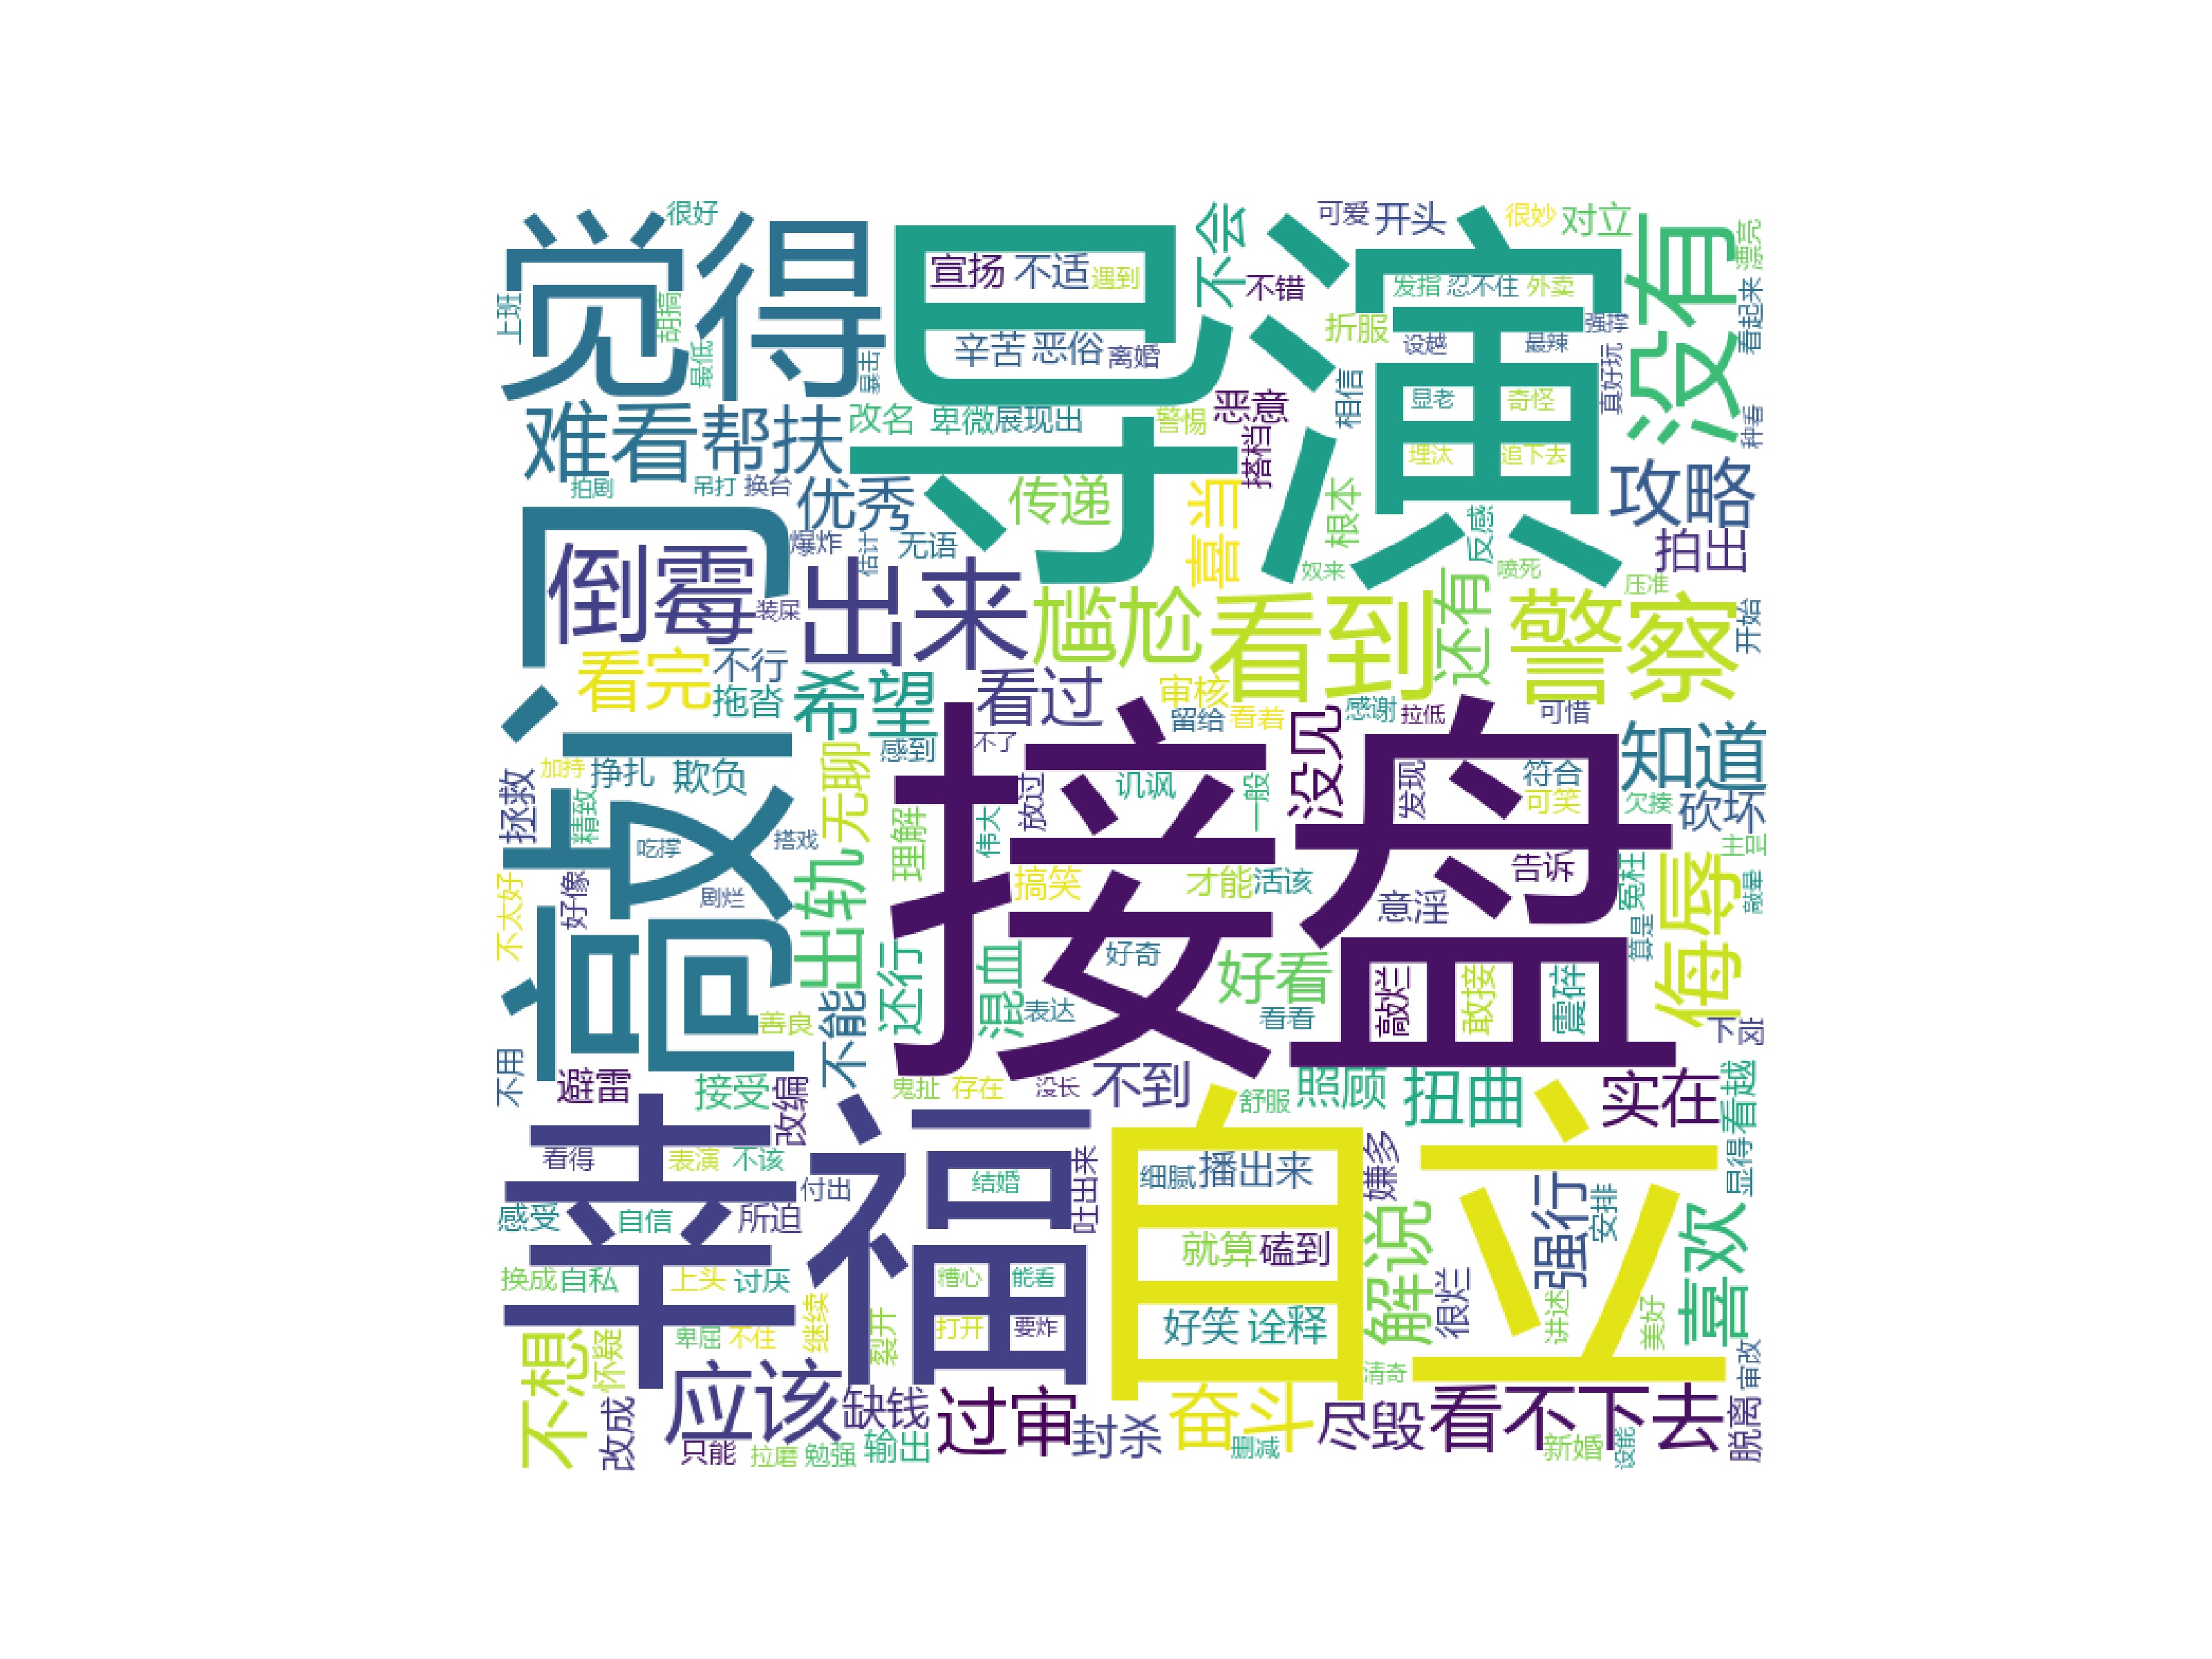 很好
觉得
导演
没有
可爱
开头
很妙
对立
不会
漂亮
宣扬
不适
遇到
不错
发指
忍不住
外卖
上班
胡搞
看起来
强撑
折服
设越
最辣
辛苦
恶俗
离婚
最低
暴击
相信
真好玩
显老
奇怪
难看
帮扶
改名
卑微
展现出
警惕
恶意
种看
搭档
埋汰
追下去
攻略
拍剧
吊打
换台
优秀
传递
喜当
根本
反感
拍出
敲门
倒霉
爆炸
估计
无语
出来
尴尬
奴来
喷死
压准
看到
还有
警察
装屎
开始
看完
不行
希望
看过
审核
拖沓
留给
看着
感谢
拉低
可惜
知道
感到
不了
没见
加持
挣扎
欺负
无聊
讥讽
一般
发现
符合
可笑
欠揍
砍坏
拯救
精致
放过
接盘
吃撑
搭戏
理解
伟大
主旨
剧烂
出轨
搞笑
才能
活该
告诉
冤枉
侮辱
敲晕
不太好
好像
意淫
算是
还行
混血
好奇
好看
敲烂
敢接
震碎
善良
不能
表达
看看
不用
避雷
接受
改编
鬼扯
存在
没长
不到
舒服
照顾
扭曲
实在
显得
看越
幸福
自立
看得
表演
不该
付出
结婚
吐出来
细腻
播出来
嫌多
强行
安排
感受
自信
所迫
就算
磕到
解说
喜欢
换成
自私
上头
讨厌
糟心
能看
很烂
讲述
美好
不想
怀疑
卑屈
不住
继续
裂开
打开
要炸
好笑
诠释
审改
应该
清奇
改成
缺钱
过审
封杀
奋斗
尽毁
看不下去
脱离
只能
拉磨
勉强
输出
删减
新婚
没能